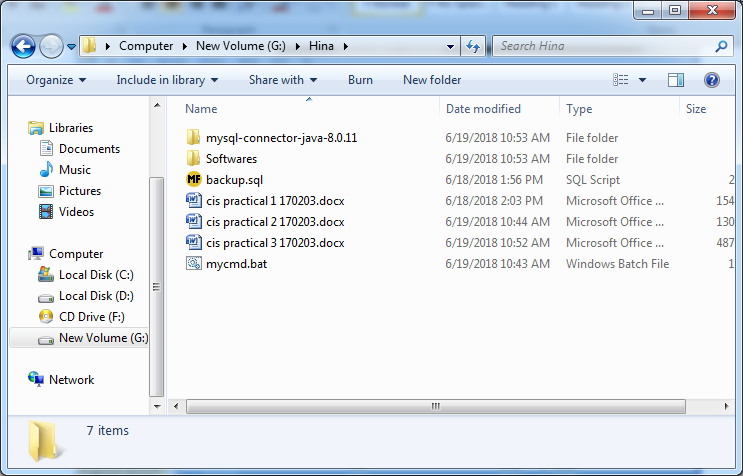 Computer New Volume (G:) Hina Search Hina
Organize Include in library Share with Burn New folder
Name Date modified Type Size
Libraries
Documents
Music
Pictures
Videos
Computer
Local Disk (C:)
Local Disk (D:)
CD Drive (F:)
New Volume (G:)
Network
mysql-connector-java-8.0.11 6/19/2018 10:53 AM File folder
Softwares 6/19/2018 10:53 AM File folder
MF backup.sql 6/18/2018 1:56 PM SQL Script 2
cis practical 1 170203.docx 6/18/2018 2:03 PM Microsoft Office ... 154
cis practical 2 170203.docx 6/19/2018 10:44 AM Microsoft Office ... 130
cis practical 3 170203.docx 6/19/2018 10:52 AM Microsoft Office ... 487
mycmd.bat 6/19/2018 10:43 AM Windows Batch File 1
7 items